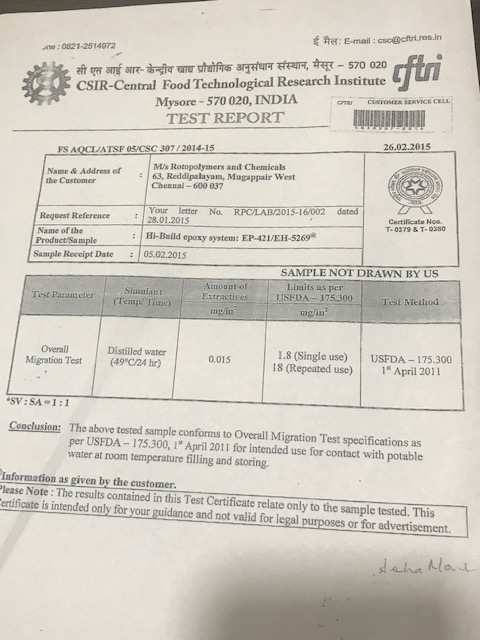 ई मैल: E-mail : csc@cftri.res.in
: 0821-2514972
सी एस आई आर- केन्द्रीय खाद्य प्रौद्योगिक अनुसंधान संस्थान, मैसूर – 570 020
CSIR-Central Food Technological Research Institute
cftri
Mysore - 570 020, INDIA
TEST REPORT
CFTRI CUSTOMER SERVICE CELL
FS AQCL/ATSF 05/CSC 307 / 2014-15
26.02.2015
Name & Address of the Customer : M/s Rotopolymers and Chemicals
63, Reddipalayam, Mugappair West
Chennai – 600 037
Request Reference : Your letter No. RPC/LAB/2015-16/002 dated 28.01.2015
Name of the Product/Sample : Hi-Build epoxy system: EP-421/EH-5269®
Sample Receipt Date : 05.02.2015
Certificate Nos.
T- 0379 & T- 0380
SAMPLE NOT DRAWN BY US
Test Parameter
Simulant (Temp/ Time)
Amount of Extractives mg/in²
Limits as per USFDA – 175.300 mg/in²
Test Method
Overall Migration Test
Distilled water (49°C/24 hr)
0.015
1.8 (Single use)
18 (Repeated use)
USFDA – 175.300
1st April 2011
*SV : SA = 1 : 1
Conclusion: The above tested sample conforms to Overall Migration Test specifications as
per USFDA – 175.300, 1st April 2011 for intended use for contact with potable
water at room temperature filling and storing.
Information as given by the customer.
Please Note : The results contained in this Test Certificate relate only to the sample tested. This
Certificate is intended only for your guidance and not valid for legal purposes or for advertisement.